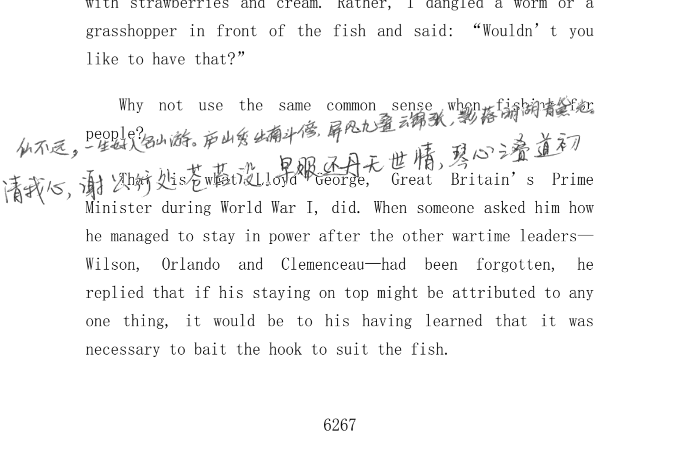 with strawberries and cream. Rather, I dangled a worm or a
grasshopper in front of the fish and said: “Wouldn’t you
like to have that?”
Why not use the same common sense when fishing for
people?
仙不远，一生好入名山游。庐山秀出南斗傍，屏风九叠云锦张，影落明湖青黛光。
清我心，谢公行处苍苔没。早服还丹无世情，琴心三叠道初
That is what Lloyd George, Great Britain’s Prime
Minister during World War I, did. When someone asked him how
he managed to stay in power after the other wartime leaders—
Wilson, Orlando and Clemenceau—had been forgotten, he
replied that if his staying on top might be attributed to any
one thing, it would be to his having learned that it was
necessary to bait the hook to suit the fish.
6267